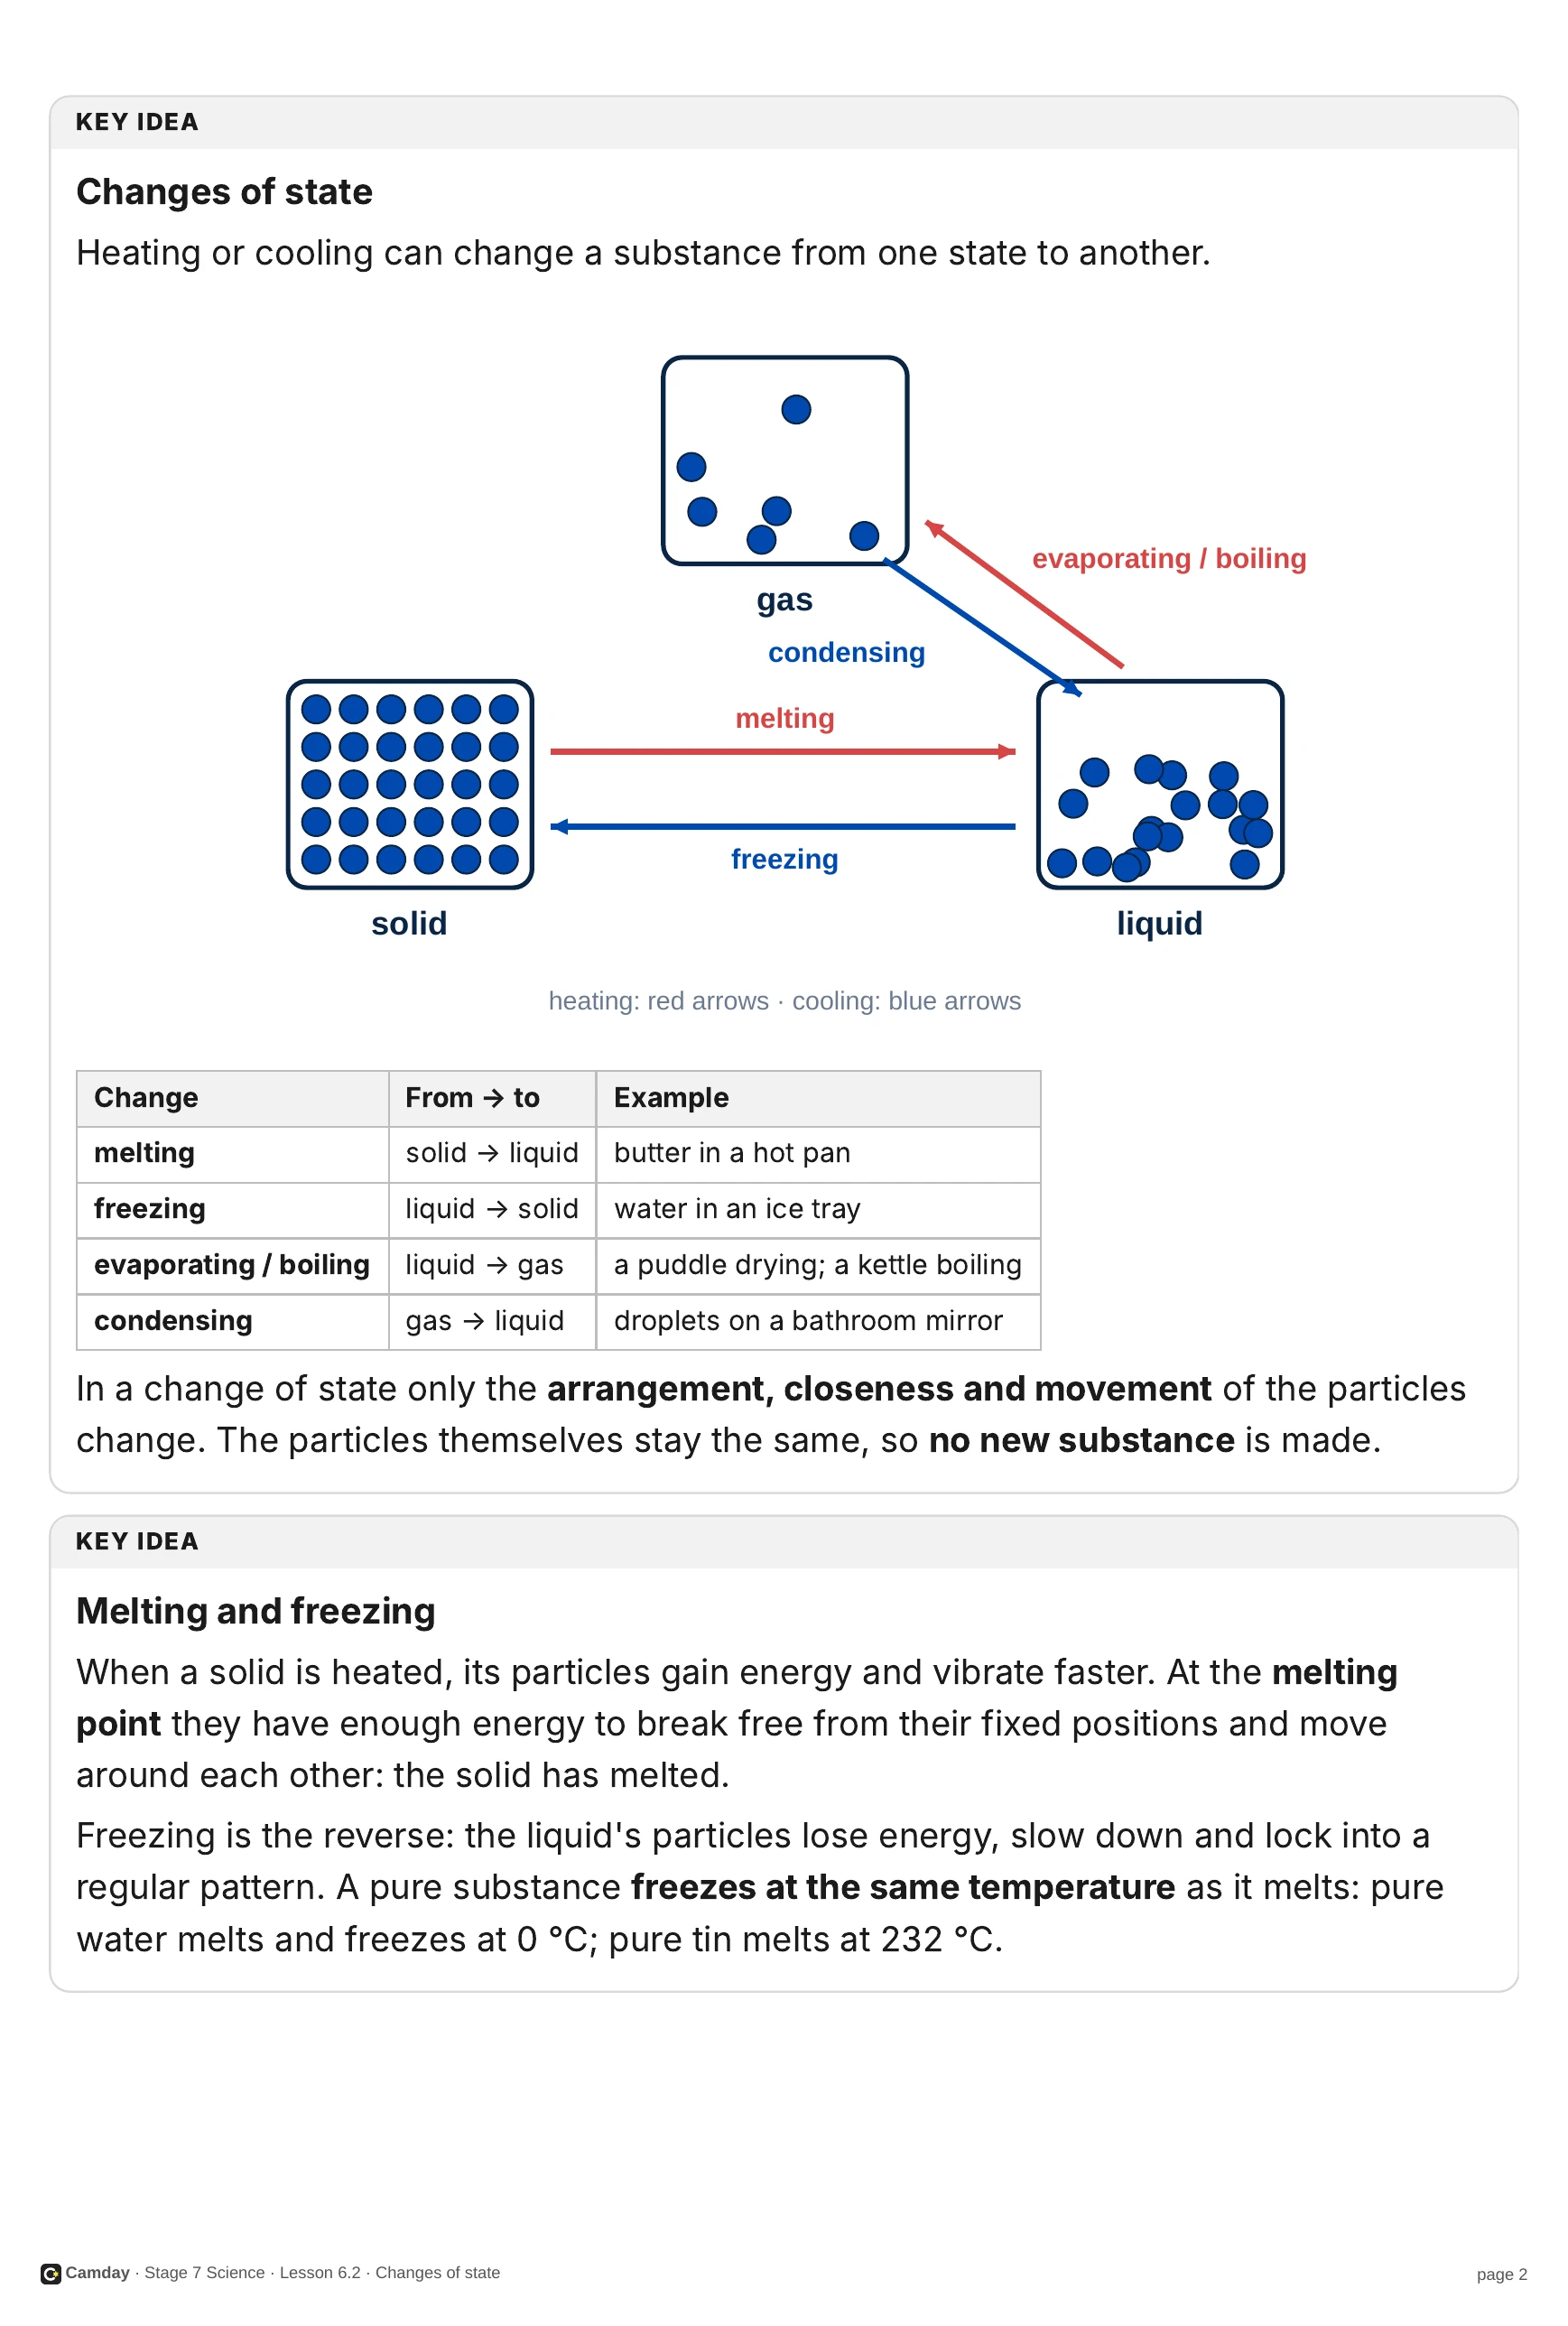 KEY IDEA
Changes of state
Heating or cooling can change a substance from one state to another.
gas
evaporating / boiling
condensing
melting
freezing
solid
liquid
heating: red arrows · cooling: blue arrows
Change From → to Example
melting solid → liquid butter in a hot pan
freezing liquid → solid water in an ice tray
evaporating / boiling liquid → gas a puddle drying; a kettle boiling
condensing gas → liquid droplets on a bathroom mirror
In a change of state only the arrangement, closeness and movement of the particles
change. The particles themselves stay the same, so no new substance is made.
KEY IDEA
Melting and freezing
When a solid is heated, its particles gain energy and vibrate faster. At the melting
point they have enough energy to break free from their fixed positions and move
around each other: the solid has melted.
Freezing is the reverse: the liquid's particles lose energy, slow down and lock into a
regular pattern. A pure substance freezes at the same temperature as it melts: pure
water melts and freezes at 0 °C; pure tin melts at 232 °C.
Camday · Stage 7 Science · Lesson 6.2 · Changes of state
page 2